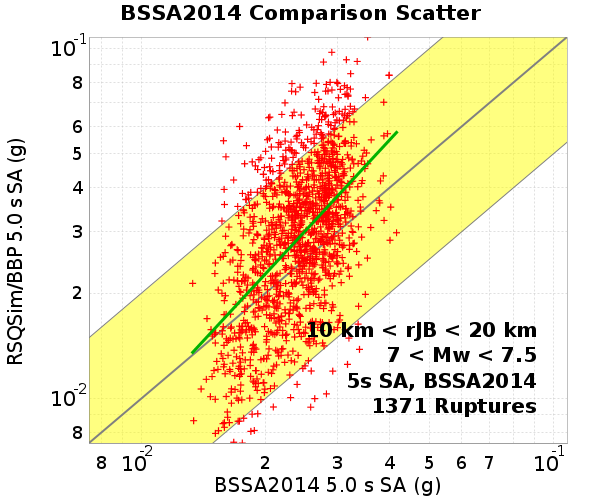 BSSA2014 Comparison Scatter
RSQSim/BBP 5.0 s SA (g)
10-1
8
6
5
4
3
2
10-2
8
10 km < rJB < 20 km
7 < Mw < 7.5
5s SA, BSSA2014
1371 Ruptures
8 10-2 2 3 4 5 6 8 10-1
BSSA2014 5.0 s SA (g)